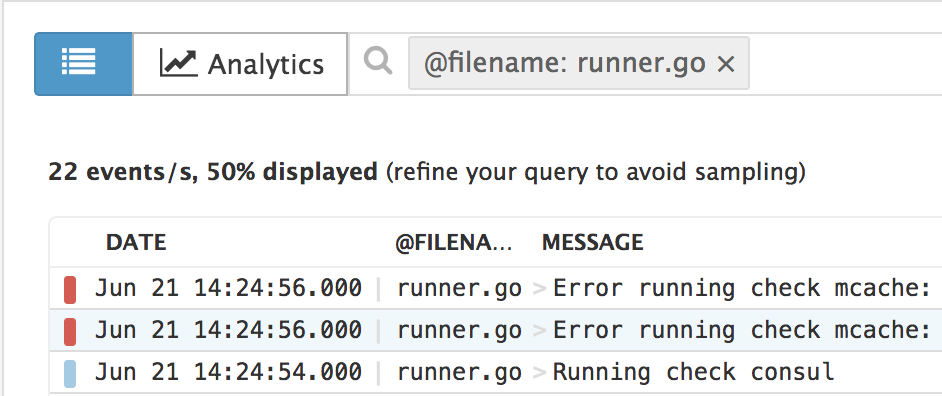 Analytics @filename: runner.go ×
22 events/s, 50% displayed (refine your query to avoid sampling)
DATE @FILENA... MESSAGE
Jun 21 14:24:56.000 | runner.go > Error running check mcache:
Jun 21 14:24:56.000 | runner.go > Error running check mcache:
Jun 21 14:24:54.000 | runner.go > Running check consul